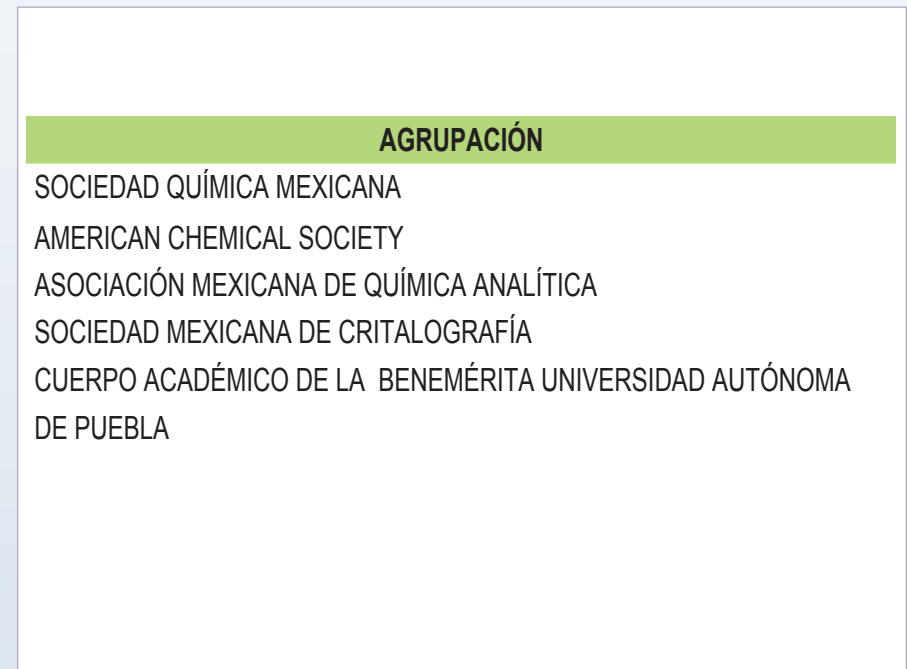 AGRUPACIÓN
SOCIEDAD QUÍMICA MEXICANA
AMERICAN CHEMICAL SOCIETY
ASOCIACIÓN MEXICANA DE QUÍMICA ANALÍTICA
SOCIEDAD MEXICANA DE CRITALOGRAFÍA
CUERPO ACADÉMICO DE LA  BENEMÉRITA UNIVERSIDAD AUTÓNOMA
DE PUEBLA